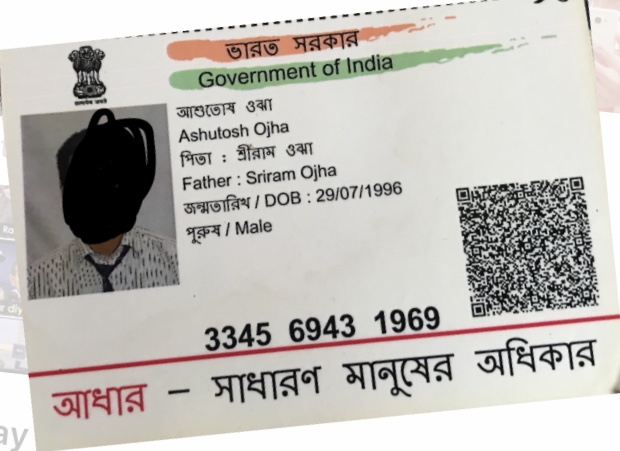 ভারত সরকার
Government of India
আশুতোষ ওঝা
Ashutosh Ojha
পিতা : শ্রীরাম ওঝা
Father : Sriram Ojha
জন্মতারিখ / DOB : 29/07/1996
পুরুষ / Male
3345 6943 1969
আধার – সাধারণ মানুষের অধিকার